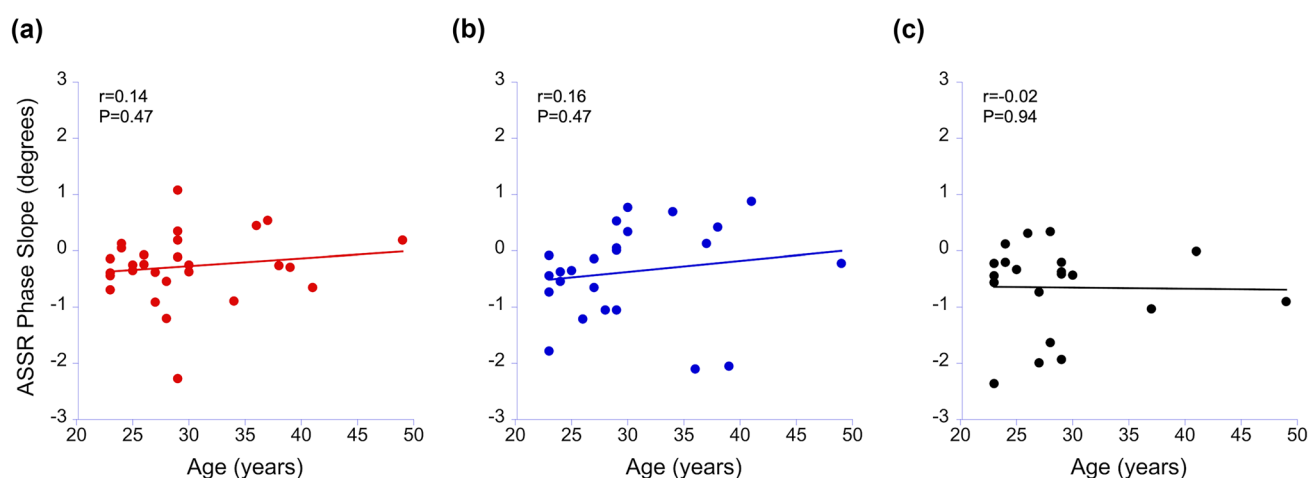 (a)
r=0.14
P=0.47
3
2
1
0
-1
-2
-3
ASSR Phase Slope (degrees)
20 25 30 35 40 45 50
Age (years)
(b)
r=0.16
P=0.47
3
2
1
0
-1
-2
-3
20 25 30 35 40 45 50
Age (years)
(c)
r=-0.02
P=0.94
3
2
1
0
-1
-2
-3
20 25 30 35 40 45 50
Age (years)